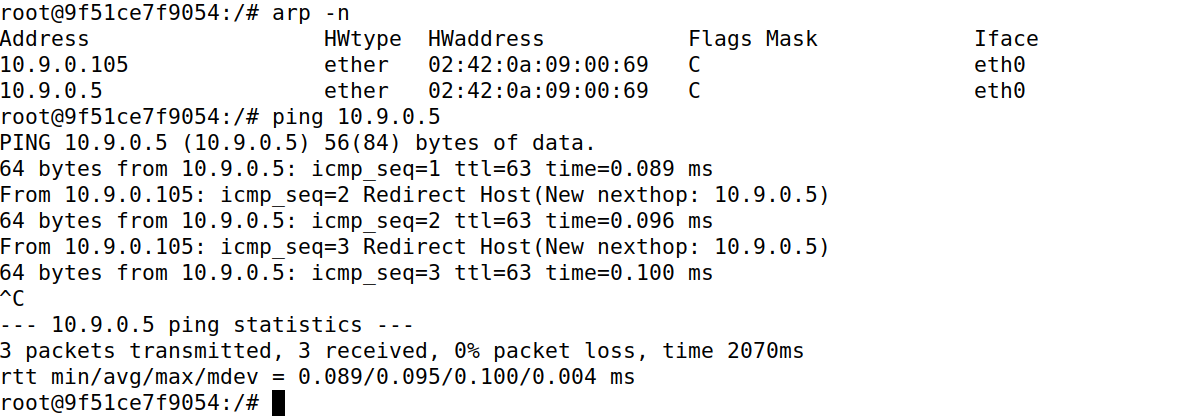 root@9f51ce7f9054:/# arp -n
Address                  HWtype  HWaddress           Flags Mask            Iface
10.9.0.105               ether   02:42:0a:09:00:69   C                     eth0
10.9.0.5                 ether   02:42:0a:09:00:69   C                     eth0
root@9f51ce7f9054:/# ping 10.9.0.5
PING 10.9.0.5 (10.9.0.5) 56(84) bytes of data.
64 bytes from 10.9.0.5: icmp_seq=1 ttl=63 time=0.089 ms
From 10.9.0.105: icmp_seq=2 Redirect Host(New nexthop: 10.9.0.5)
64 bytes from 10.9.0.5: icmp_seq=2 ttl=63 time=0.096 ms
From 10.9.0.105: icmp_seq=3 Redirect Host(New nexthop: 10.9.0.5)
64 bytes from 10.9.0.5: icmp_seq=3 ttl=63 time=0.100 ms
^C
--- 10.9.0.5 ping statistics ---
3 packets transmitted, 3 received, 0% packet loss, time 2070ms
rtt min/avg/max/mdev = 0.089/0.095/0.100/0.004 ms
root@9f51ce7f9054:/#